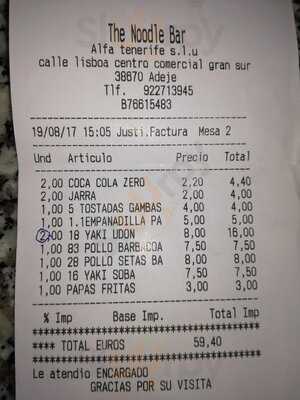 The Noodle Bar
Alfa tenerife s.l.u
calle lisboa centro comercial gran sur
38670 Adeje
Tlf. 922713945
B76615483
19/08/17 15:05 Justi.Factura Mesa 2
Und Articulo Precio Total
2,00 COCA COLA ZERO 2,20 4,40
2,00 JARRA 2,00 4,00
1,00 5 TOSTADAS GAMBAS 4,00 4,00
1,00 1.1EMPANADILLA PA 5,00 5,00
2,00 18 YAKI UDON 8,00 16,00
1,00 83 POLLO BARBACOA 7,50 7,50
1,00 28 POLLO SETAS BA 8,00 8,00
1,00 16 YAKI SOBA 7,50 7,50
1,00 PAPAS FRITAS 3,00 3,00
% Imp Base Imp. Total Imp
**** TOTAL EUROS 59,40
Le atendio ENCARGADO
GRACIAS POR SU VISITA